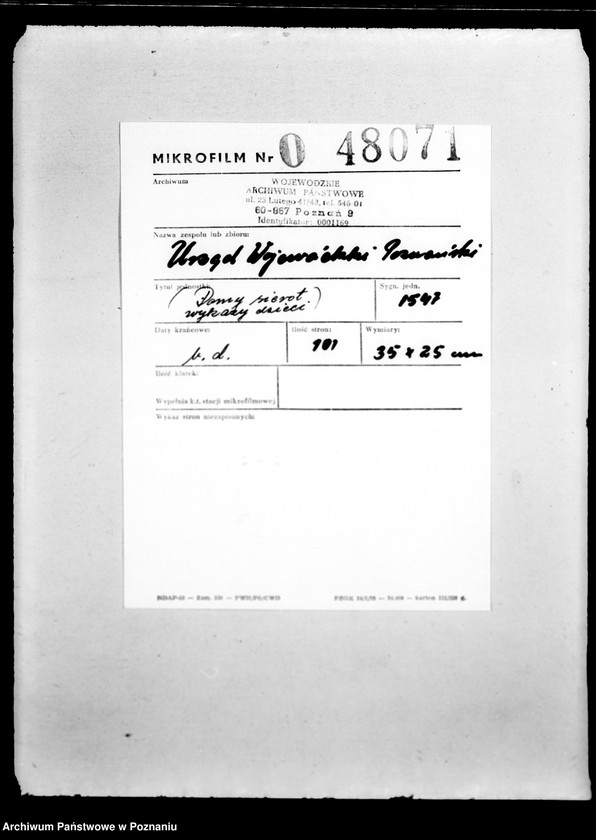 MIKROFILM Nr 0 48071
Archiwum
WOJEWÓDZKIE
ARCHIWUM PAŃSTWOWE
ul. 23 Lutego 41/43, tel. 546-01
60-967 Poznań 9
Identyfikator: 0001169
Nazwa zespołu lub zbioru:
Urząd Wojewódzki Poznański
Tytuł jednostki:
Sygn. jedn.
(Domy sierot.
wykazy dzieci)
1547
Daty krańcowe:
Ilość stron:
Wymiary:
b. d.
101
35 x 25 cm
Ilość klatek:
Wypełnia k.t. stacji mikrofilmowej
Wykaz stron niezapisanych:
Archiwum Państwowe w Poznaniu